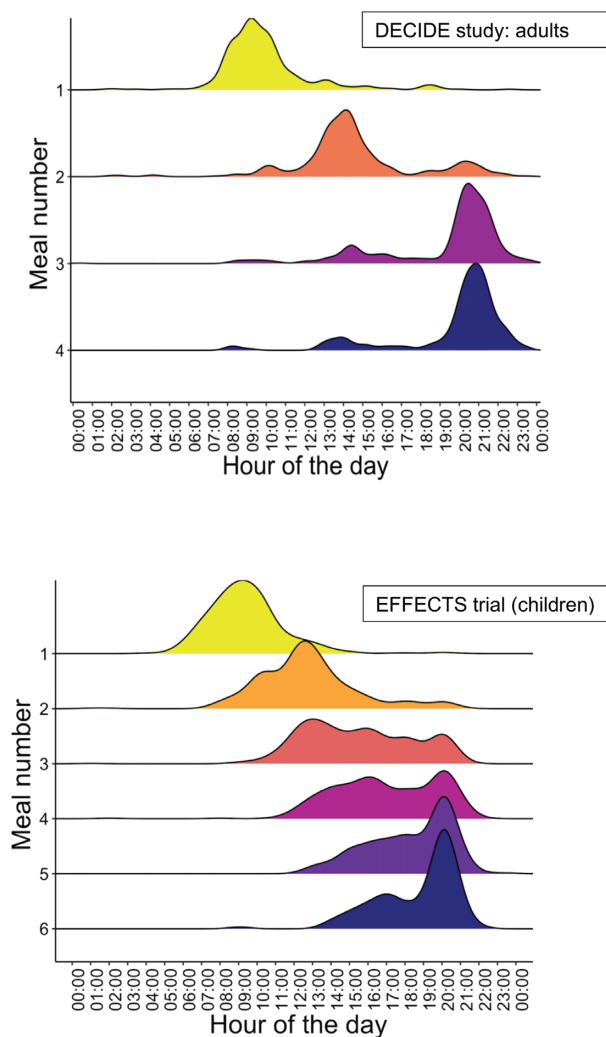 DECIDE study: adults
Meal number
1
2
3
4
00:00 01:00 02:00 03:00 04:00 05:00 06:00 07:00 08:00 09:00 10:00 11:00 12:00 13:00 14:00 15:00 16:00 17:00 18:00 19:00 20:00 21:00 22:00 23:00 00:00
Hour of the day
EFFECTS trial (children)
Meal number
1
2
3
4
5
6
00:00 01:00 02:00 03:00 04:00 05:00 06:00 07:00 08:00 09:00 10:00 11:00 12:00 13:00 14:00 15:00 16:00 17:00 18:00 19:00 20:00 21:00 22:00 23:00 00:00
Hour of the day